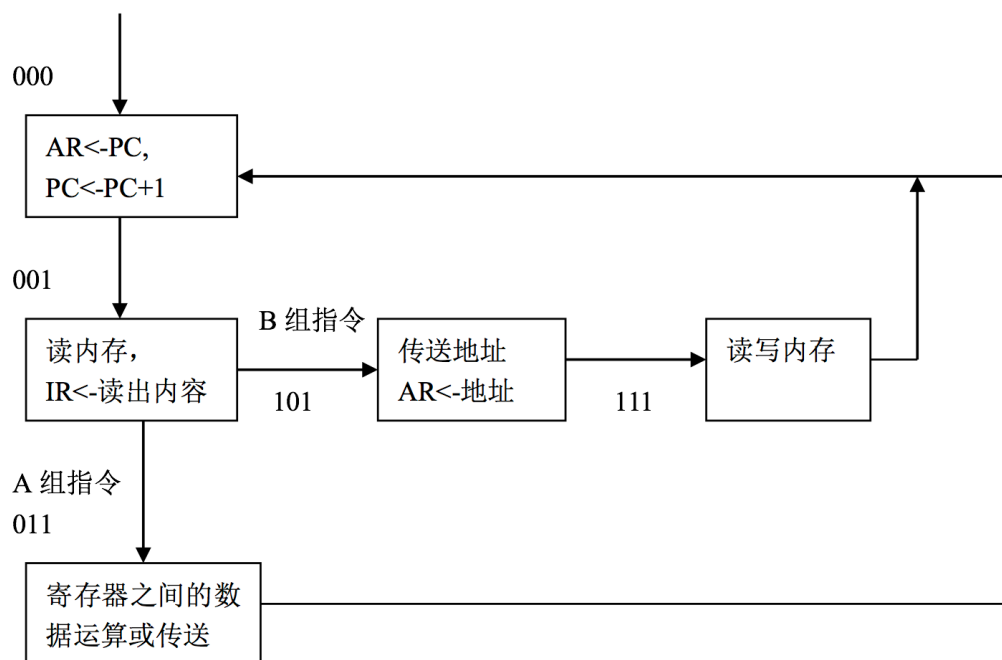 000
AR<-PC,
PC<-PC+1
001
读内存，
IR<-读出内容
B 组指令
101
传送地址
AR<-地址
111
读写内存
A 组指令
011
寄存器之间的数
据运算或传送